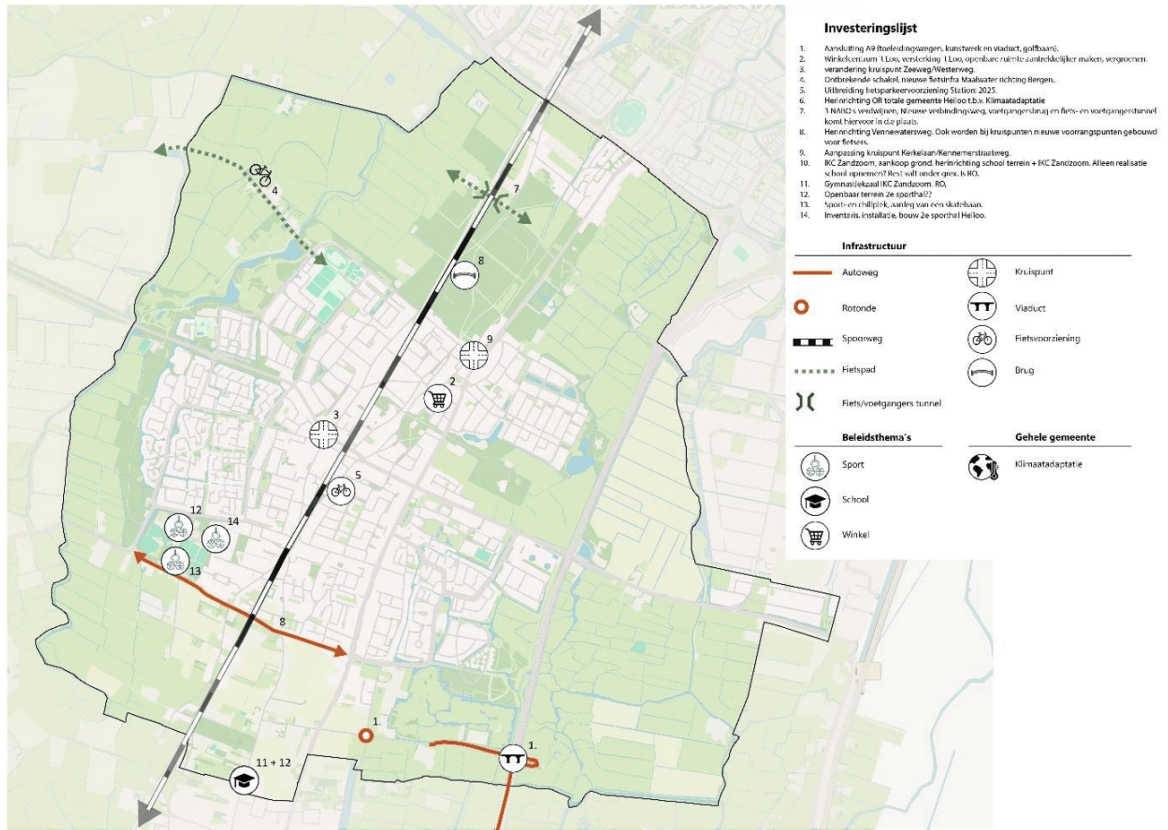 Investeringslijst
1. Aansluiting A9 (toeleidingswegen, kunstwerk en viaduct, golfbaan).
2. Winkelcentrum 't Loo, versterking 't Loo, openbare ruimte aantrekkelijker maken, vergroenen.
3. verandering kruispunt Zeeweg/Westerweg.
4. Ontbrekende schakel, nieuwe fietsinfra Maalwater richting Bergen.
5. Uitbreiding fietsparkeervoorziening Station: 2025.
6. Herinrichting OR totale gemeente Heiloo t.b.v. Klimaatadaptatie
7. 3 NABO's verdwijnen, Nieuwe verbindingsweg, voetgangersbrug en fiets- en voetgangerstunnel
komt hiervoor in de plaats.
8. Herinrichting Vennewatersweg. Ook worden bij kruispunten nieuwe voorrangspunten gebouwd
voor fietsers.
9. Aanpassing kruispunt Kerkelaan/Kennemerstraatweg.
10. IKC Zandzoom, aankoop grond, herinrichting school terrein + IKC Zandzoom. Alleen realisatie
school opnemen? Rest valt onder grex. Is RO.
11. Gymnastiekzaal IKC Zandzoom. RO.
12. Openbaar terrein 2e sporthal??
13. Sport- en chillplek, aanleg van een skatebaan.
14. Inventaris, installatie, bouw 2e sporthal Heiloo.
Infrastructuur
Autoweg
Kruispunt
Rotonde
Viaduct
Spoorweg
Fietsvoorziening
Fietspad
Brug
Fiets/voetgangers tunnel
Beleidsthema's
Gehele gemeente
Sport
Klimaatadaptatie
School
Winkel
4
7
8
9
2
3
5
12
14
13
8
1.
1.
11 + 12